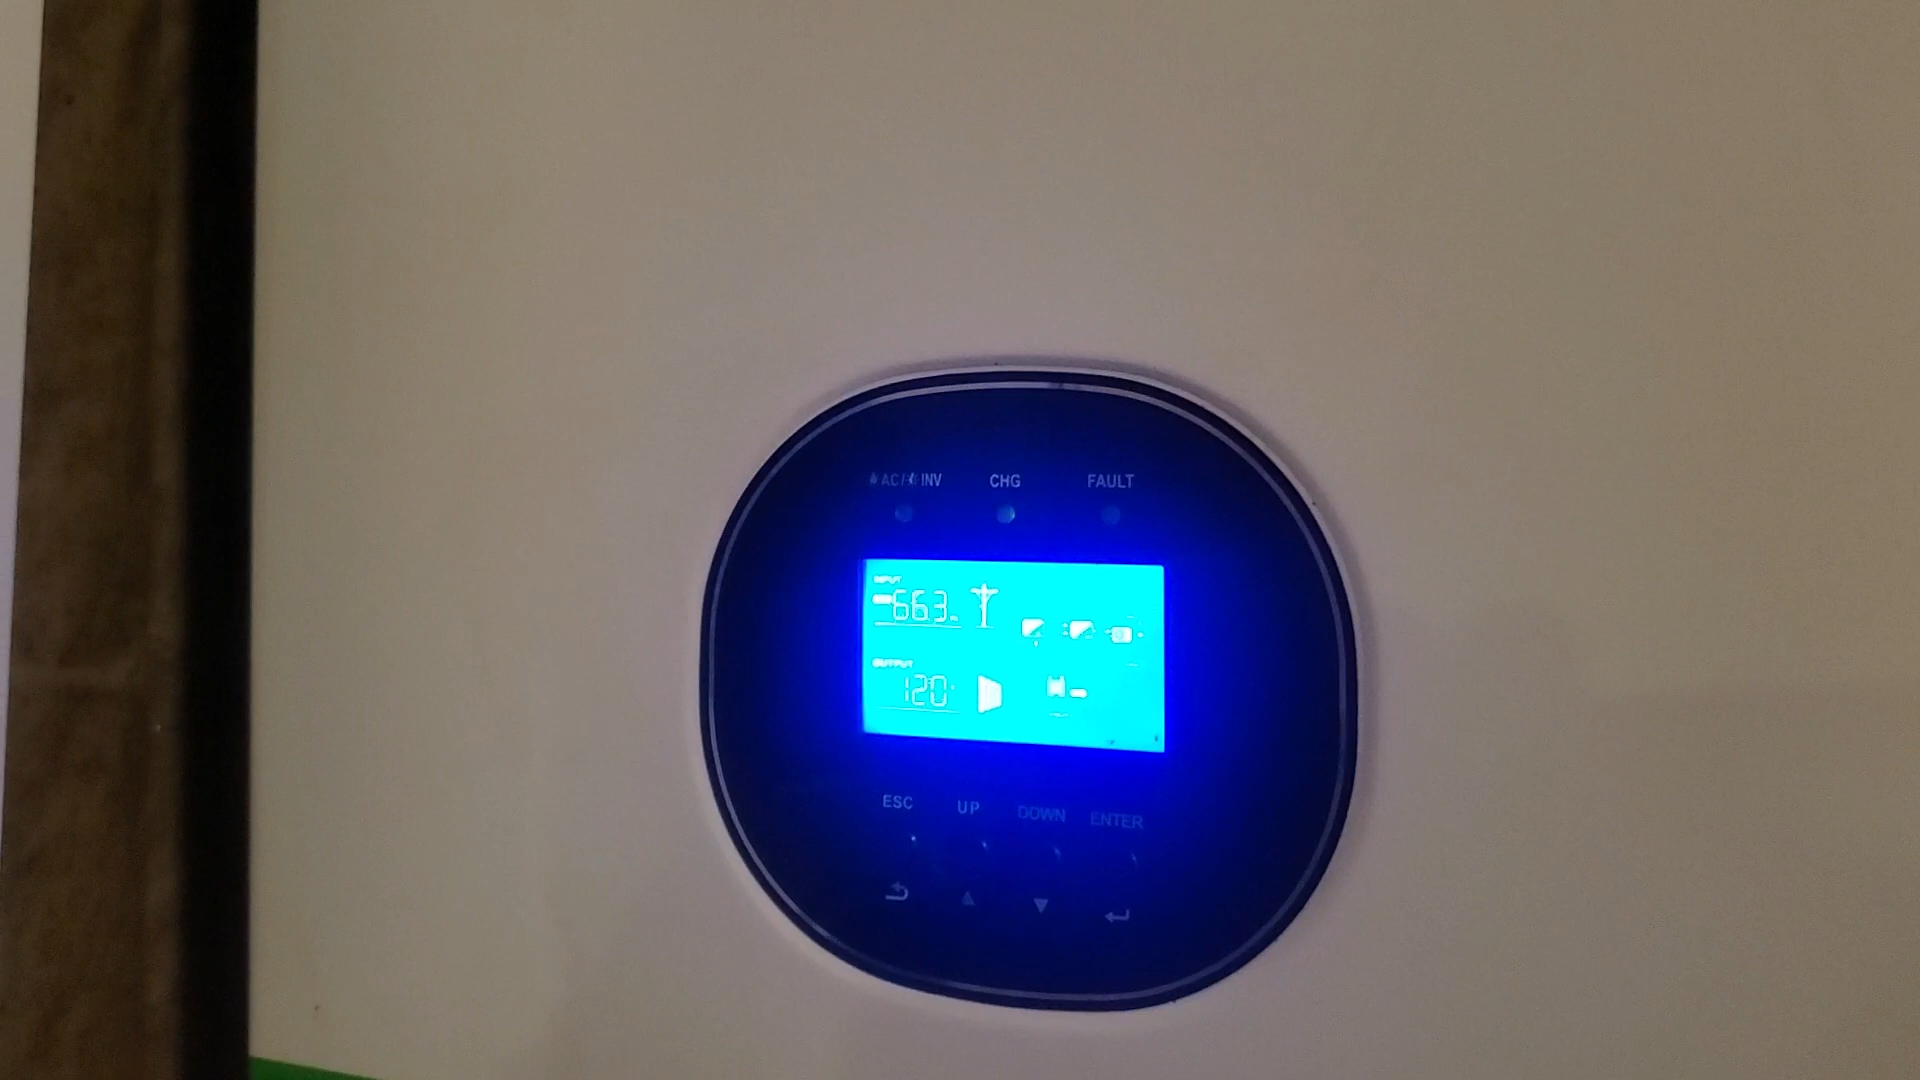 AC/ INV CHG FAULT
INPUT
663
OUTPUT
120
ESC UP DOWN ENTER